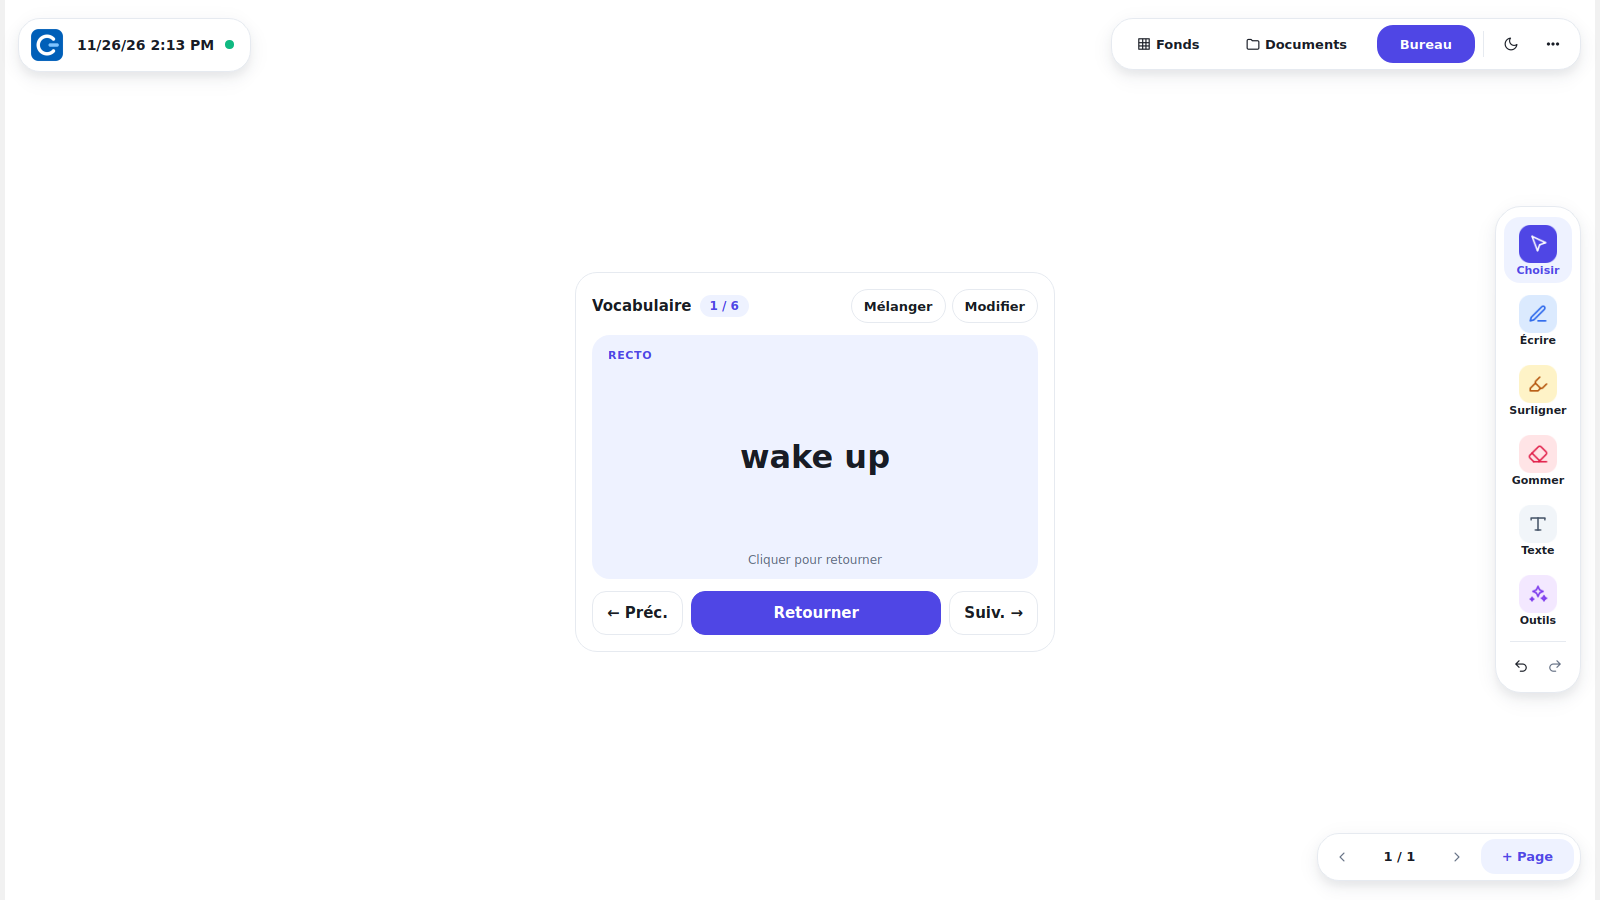 11/26/26 2:13 PM
Fonds
Documents
Bureau
Vocabulaire
1 / 6
Mélanger
Modifier
RECTO
wake up
Cliquer pour retourner
← Préc.
Retourner
Suiv. →
Choisir
Écrire
Surligner
Gommer
Texte
Outils
1 / 1
+ Page